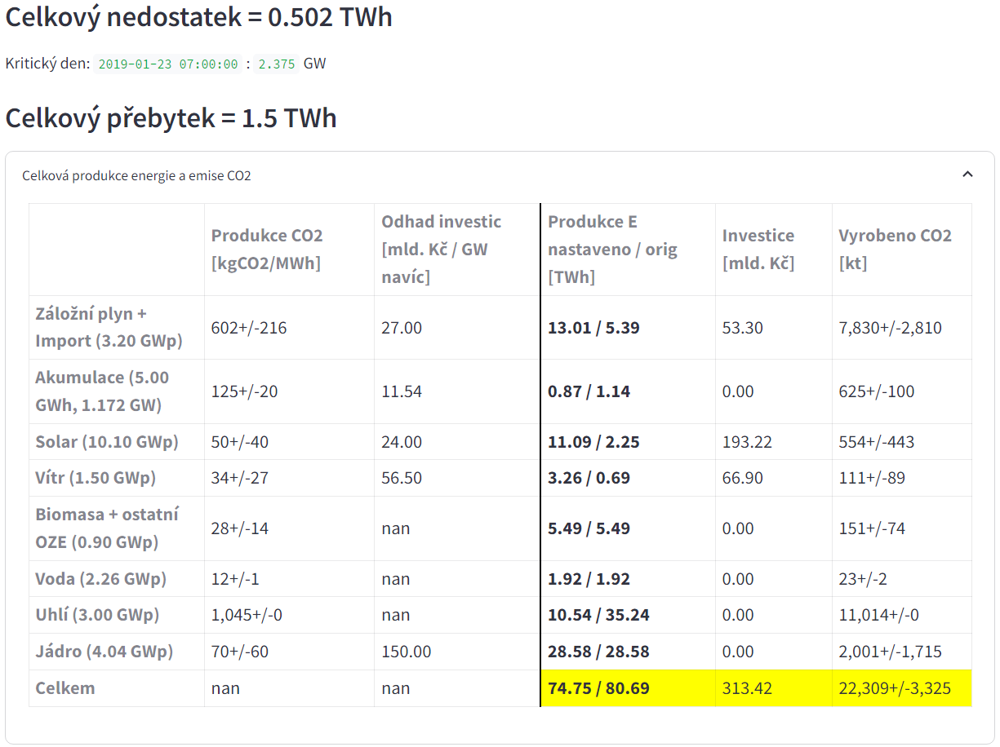 Celkový nedostatek = 0.502 TWh
Kritický den: 2019-01-23 07:00:00 : 2.375 GW
Celkový přebytek = 1.5 TWh
Celková produkce energie a emise CO2
Produkce CO2
[kgCO2/MWh]
Odhad investic
[mld. Kč / GW
navíc]
Produkce E
nastaveno / orig
[TWh]
Investice
[mld. Kč]
Vyrobeno CO2
[kt]
Záložní plyn +
Import (3.20 GWp)
602+/-216
27.00
13.01 / 5.39
53.30
7,830+/-2,810
Akumulace (5.00
GWh, 1.172 GW)
125+/-20
11.54
0.87 / 1.14
0.00
625+/-100
Solar (10.10 GWp)
50+/-40
24.00
11.09 / 2.25
193.22
554+/-443
Vítr (1.50 GWp)
34+/-27
56.50
3.26 / 0.69
66.90
111+/-89
Biomasa + ostatní
OZE (0.90 GWp)
28+/-14
nan
5.49 / 5.49
0.00
151+/-74
Voda (2.26 GWp)
12+/-1
nan
1.92 / 1.92
0.00
23+/-2
Uhlí (3.00 GWp)
1,045+/-0
nan
10.54 / 35.24
0.00
11,014+/-0
Jádro (4.04 GWp)
70+/-60
150.00
28.58 / 28.58
0.00
2,001+/-1,715
Celkem
nan
nan
74.75 / 80.69
313.42
22,309+/-3,325